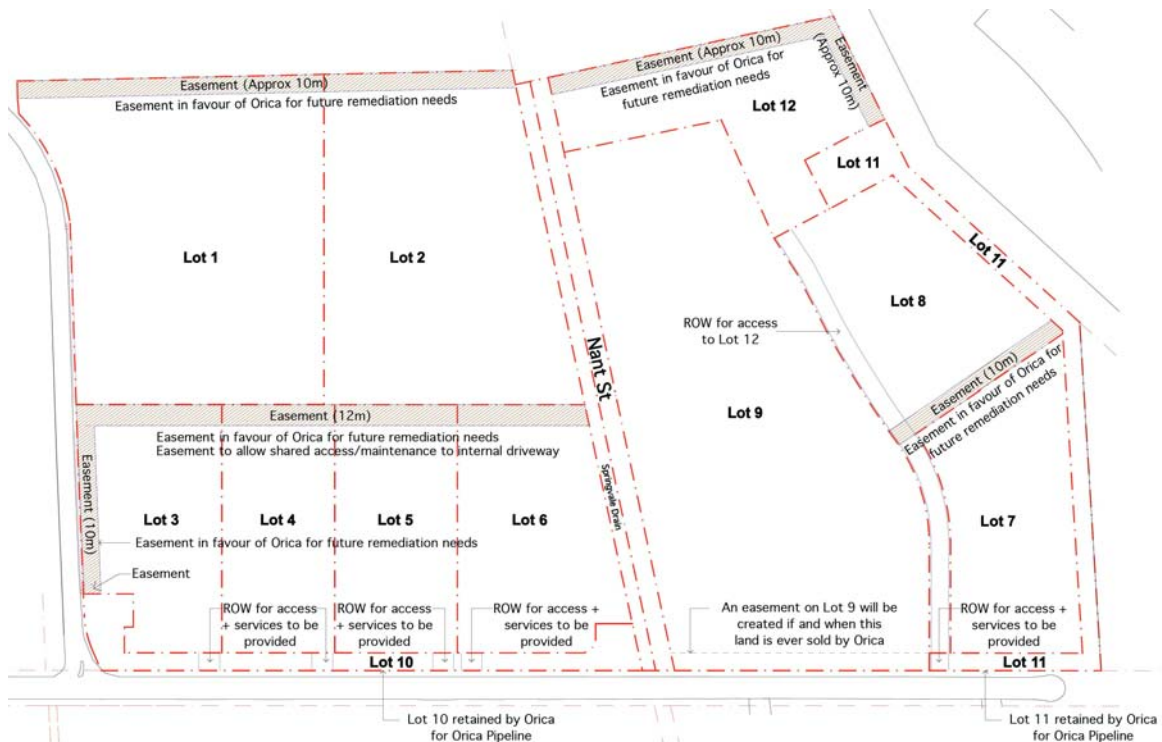 Easement (Approx 10m)
Easement in favour of Orica for future remediation needs
Easement (Approx 10m)
Easement in favour of Orica for
future remediation needs
Easement
(Approx 10m)
Lot 12
Lot 11
Lot 1
Lot 2
Lot 11
Lot 8
ROW for access
to Lot 12
Nant St
Easement (10m)
Easement in favour of Orica for
future remediation needs
Lot 9
Easement (12m)
Easement in favour of Orica for future remediation needs
Easement to allow shared access/maintenance to internal driveway
Easement (10m)
Springvale Drain
Lot 3
Lot 4
Lot 5
Lot 6
Lot 7
Easement in favour of Orica for future remediation needs
Easement
ROW for access
+ services to be
provided
ROW for access
+ services to be
provided
ROW for access +
services to be
provided
An easement on Lot 9 will be
created if and when this
land is ever sold by Orica
ROW for access +
services to be
provided
Lot 10
Lot 11
Lot 10 retained by Orica
for Orica Pipeline
Lot 11 retained by Orica
for Orica Pipeline